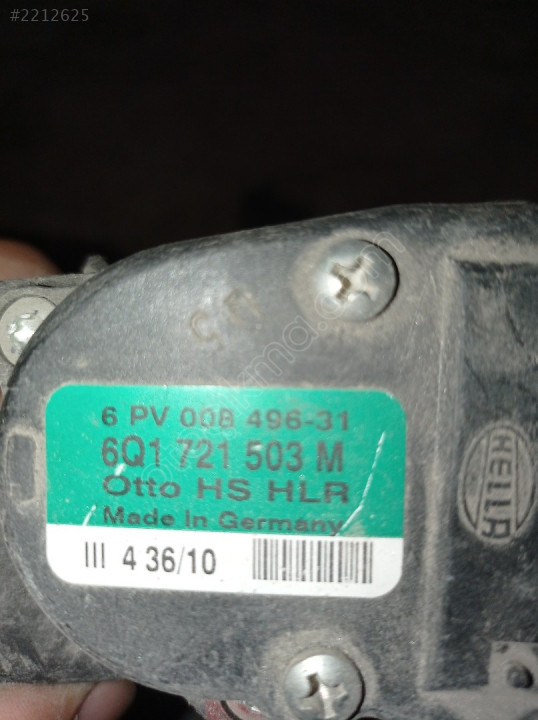 #2212625
6 PV 008 496-31
6Q1 721 503 M
Otto HS HLR
Made in Germany
III 4 36/10
HELLA